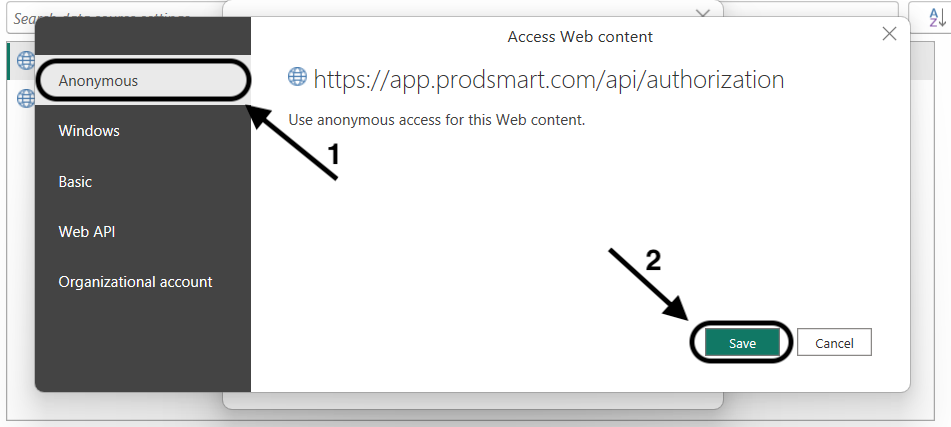 Search data source settings
Access Web content
Anonymous
https://app.prodsmart.com/api/authorization
Use anonymous access for this Web content.
1
Windows
Basic
Web API
Organizational account
2
Save
Cancel
A
Z